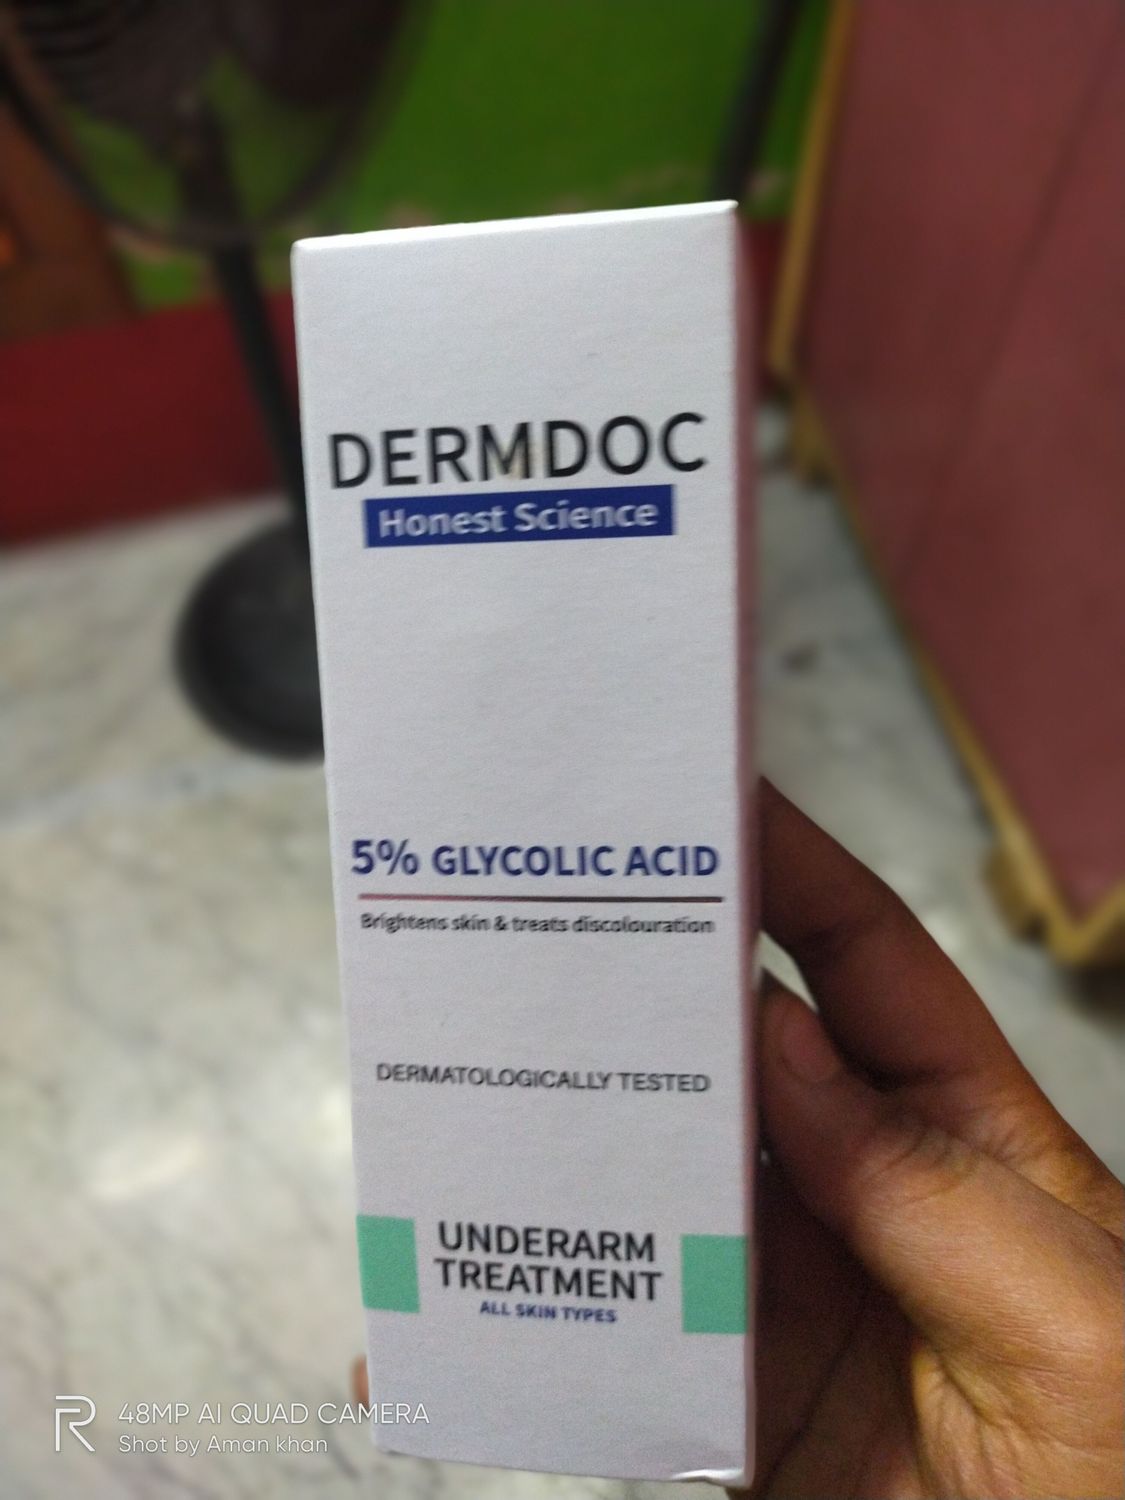 DERMDOC
Honest Science
5% GLYCOLIC ACID
Brightens skin & treats discolouration
DERMATOLOGICALLY TESTED
UNDERARM
TREATMENT
ALL SKIN TYPES
48MP AI QUAD CAMERA
Shot by Aman khan